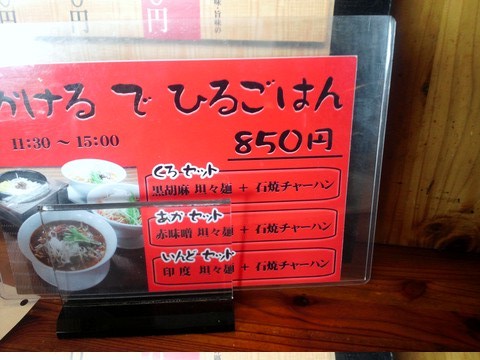 円
円
かける で ひるごはん
11:30 ～ 15:00
850円
くろセット
黒胡麻 坦々麺 + 石焼チャーハン
あかセット
赤味噌 坦々麺 + 石焼チャーハン
いんどセット
印度 坦々麺 + 石焼チャーハン